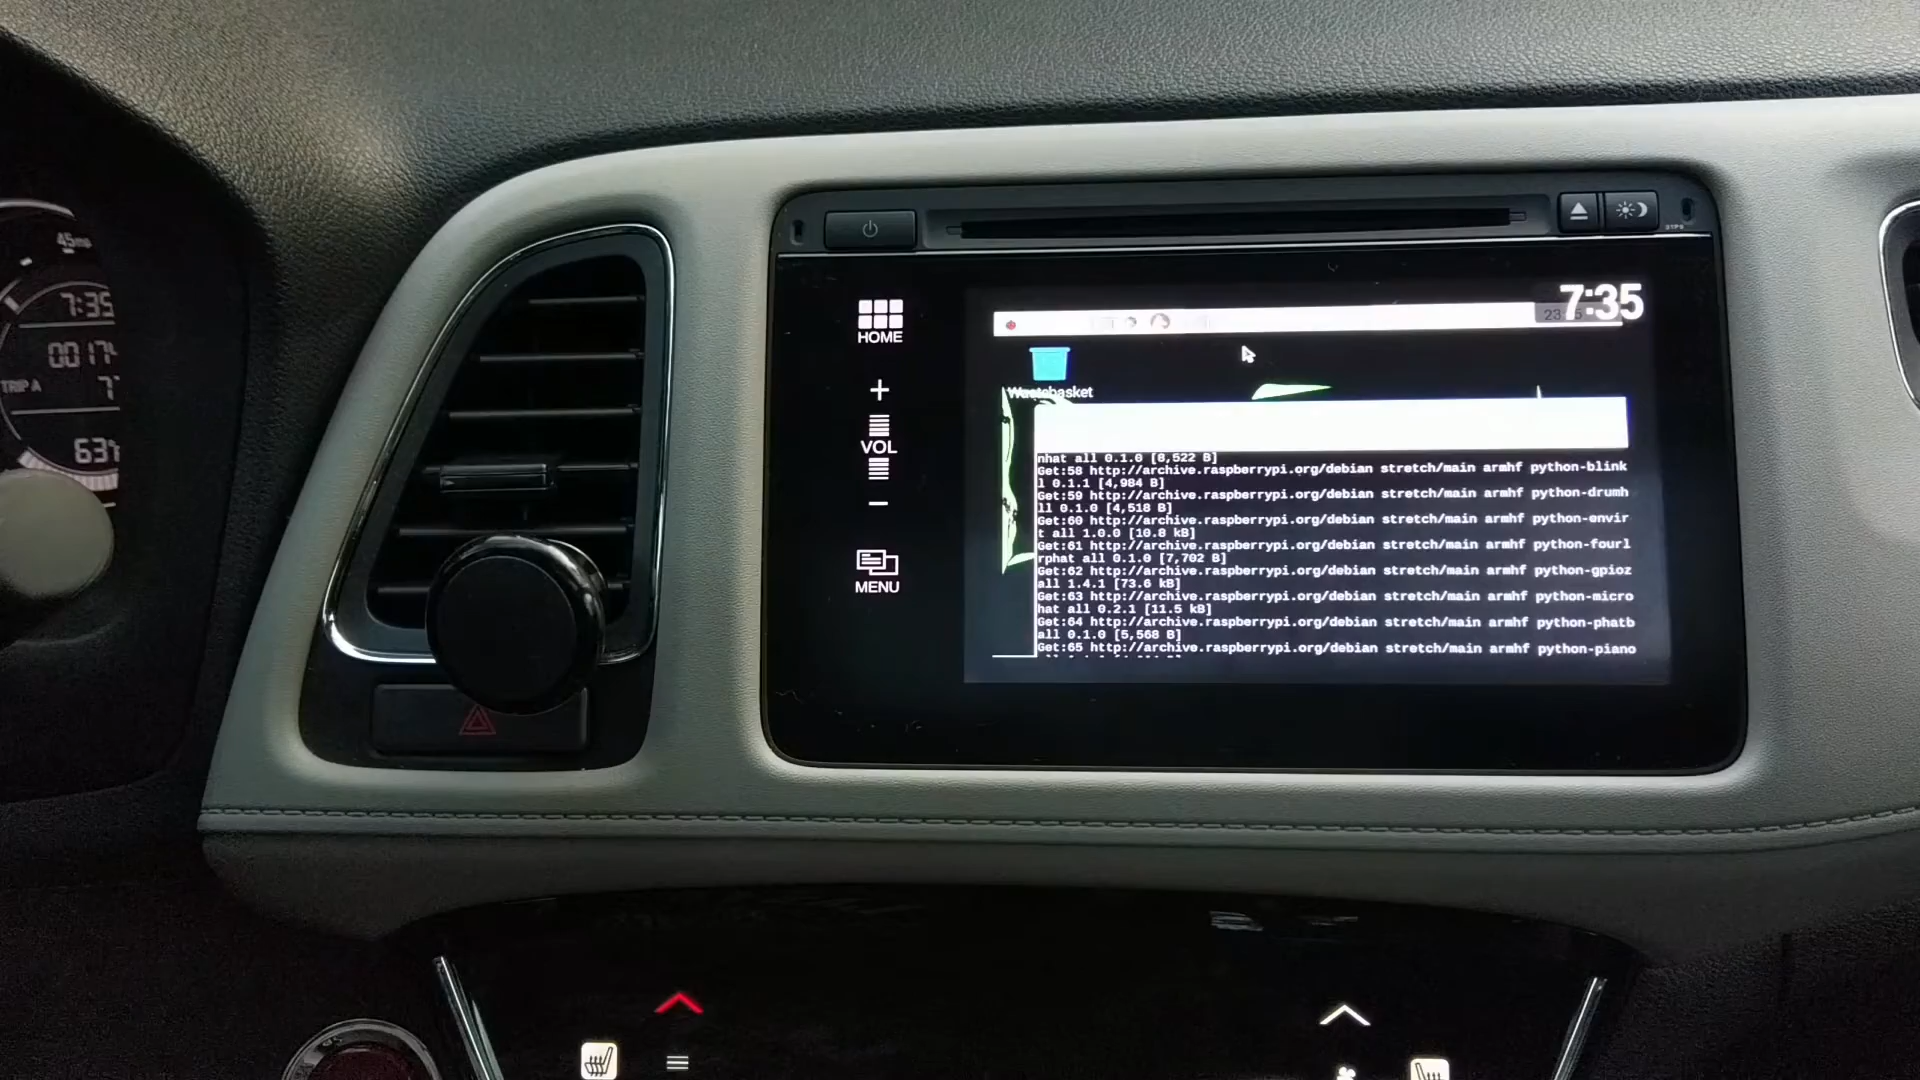 45mi
7:35
0017
TRIP A 7
HOME
+
VOL
−
MENU
7:35
Wastebasket
nhat all 0.1.0 [8,522 B]
Get:58 http://archive.raspberrypi.org/debian stretch/main armhf python-blink
l 0.1.1 [4,984 B]
Get:59 http://archive.raspberrypi.org/debian stretch/main armhf python-drumh
ll 0.1.0 [4,518 B]
Get:60 http://archive.raspberrypi.org/debian stretch/main armhf python-envir
t all 1.0.0 [10.8 kB]
Get:61 http://archive.raspberrypi.org/debian stretch/main armhf python-fourl
rphat all 0.1.0 [7,702 B]
Get:62 http://archive.raspberrypi.org/debian stretch/main armhf python-gpioz
all 1.4.1 [73.6 kB]
Get:63 http://archive.raspberrypi.org/debian stretch/main armhf python-micro
hat all 0.2.1 [11.5 kB]
Get:64 http://archive.raspberrypi.org/debian stretch/main armhf python-phatb
all 0.1.0 [5,568 B]
Get:65 http://archive.raspberrypi.org/debian stretch/main armhf python-piano